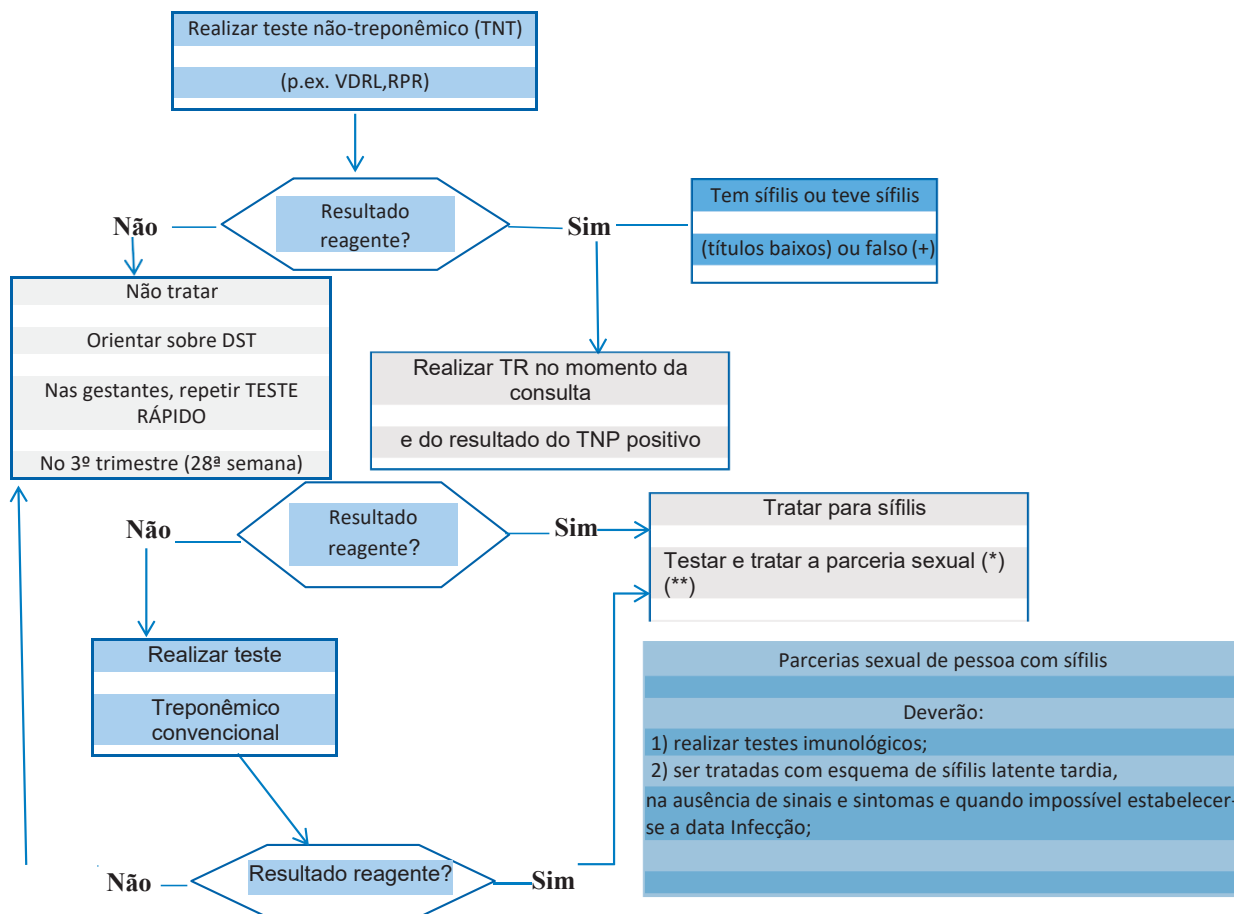 Realizar teste não-treponêmico (TNT)
(p.ex. VDRL,RPR)
Resultado
reagente?
Não
Sim
Tem sífilis ou teve sífilis
(títulos baixos) ou falso (+)
Não tratar
Orientar sobre DST
Nas gestantes, repetir TESTE
RÁPIDO
No 3º trimestre (28ª semana)
Realizar TR no momento da
consulta
e do resultado do TNP positivo
Resultado
reagente?
Não
Sim
Tratar para sífilis
Testar e tratar a parceria sexual (*)
(**)
Realizar teste
Treponêmico
convencional
Parcerias sexual de pessoa com sífilis
Deverão:
1) realizar testes imunológicos;
2) ser tratadas com esquema de sífilis latente tardia,
na ausência de sinais e sintomas e quando impossível estabelecer-
se a data Infecção;
Resultado reagente?
Não
Sim